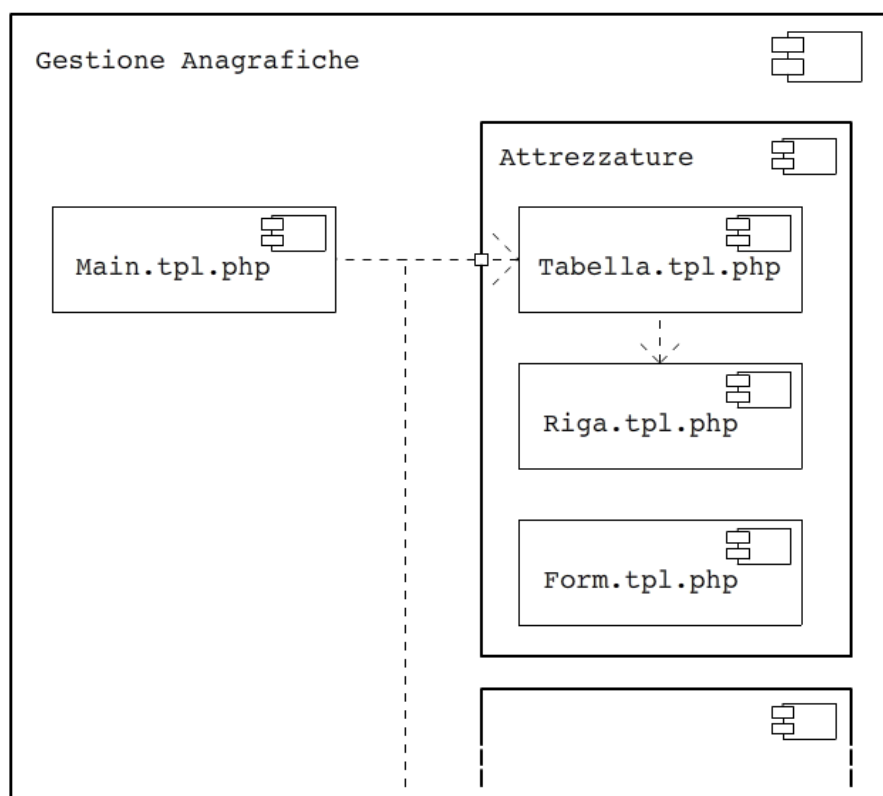 Gestione Anagrafiche
Attrezzature
Main.tpl.php
Tabella.tpl.php
Riga.tpl.php
Form.tpl.php